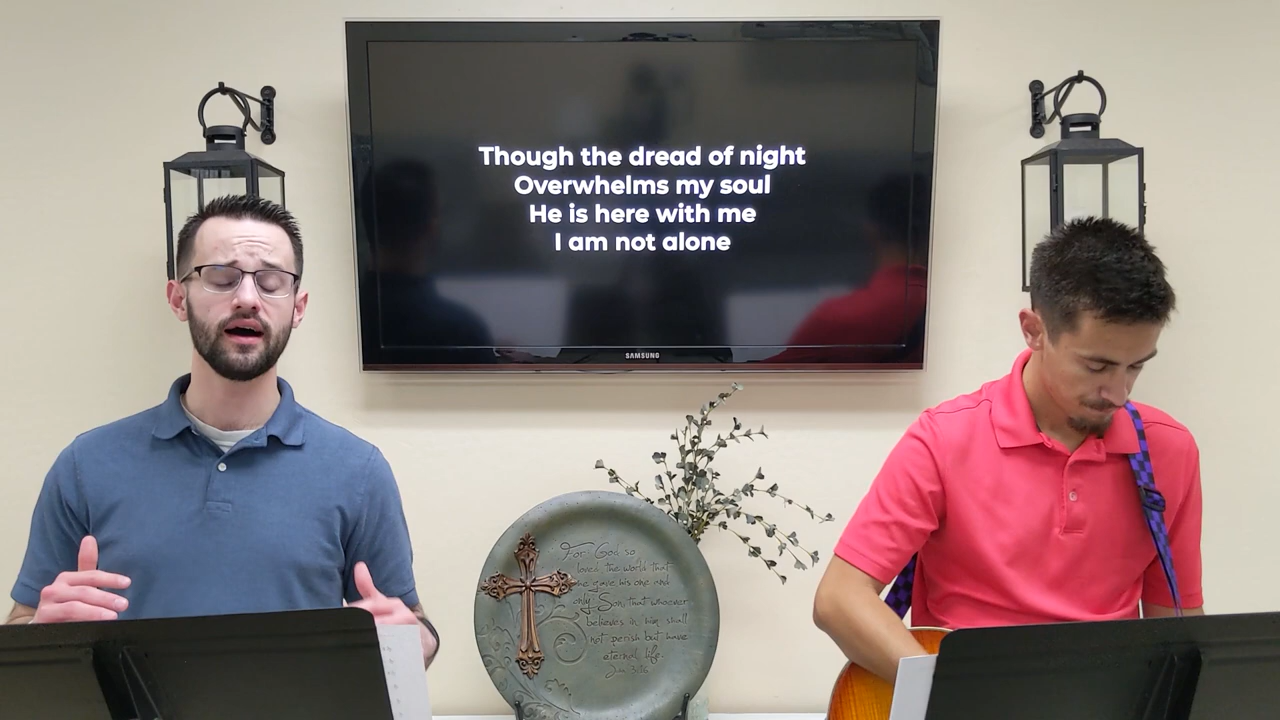 Though the dread of night
Overwhelms my soul
He is here with me
I am not alone
SAMSUNG
For God so
loved the world that
he gave his one and
only Son, that whoever
believes in him shall
not perish but have
eternal life.
John 3:16